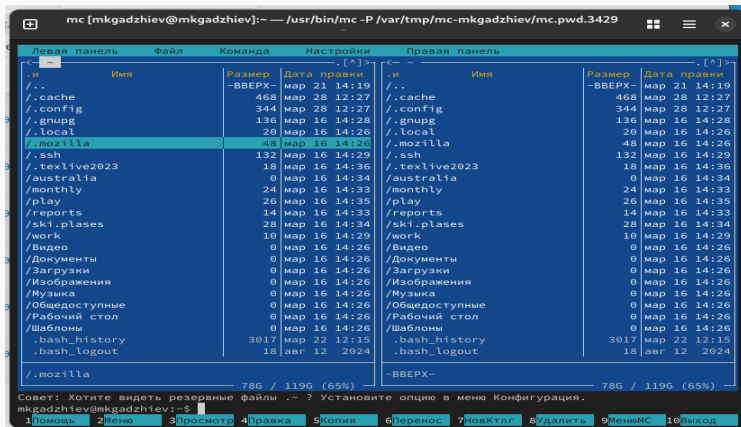 mc [mkgadzhiev@mkgadzhiev]:~ — /usr/bin/mc -P /var/tmp/mc-mkgadzhiev/mc.pwd.3429
~
Левая панель Файл Команда Настройки Правая панель
<— ~ .[^]> <— ~ .[^]>
.и Имя Размер Дата правки .и Имя Размер Дата правки
/.. -ВВЕРХ- мар 21 14:19 /.. -ВВЕРХ- мар 21 14:19
/.cache 468 мар 28 12:27 /.cache 468 мар 28 12:27
/.config 344 мар 28 12:27 /.config 344 мар 28 12:27
/.gnupg 136 мар 16 14:28 /.gnupg 136 мар 16 14:28
/.local 20 мар 16 14:26 /.local 20 мар 16 14:26
/.mozilla 48 мар 16 14:26 /.mozilla 48 мар 16 14:26
/.ssh 132 мар 16 14:29 /.ssh 132 мар 16 14:29
/.texlive2023 18 мар 16 14:36 /.texlive2023 18 мар 16 14:36
/australia 0 мар 16 14:34 /australia 0 мар 16 14:34
/monthly 24 мар 16 14:33 /monthly 24 мар 16 14:33
/play 26 мар 16 14:35 /play 26 мар 16 14:35
/reports 14 мар 16 14:33 /reports 14 мар 16 14:33
/ski.plases 28 мар 16 14:34 /ski.plases 28 мар 16 14:34
/work 10 мар 16 14:29 /work 10 мар 16 14:29
/Видео 0 мар 16 14:26 /Видео 0 мар 16 14:26
/Документы 0 мар 16 14:26 /Документы 0 мар 16 14:26
/Загрузки 0 мар 16 14:26 /Загрузки 0 мар 16 14:26
/Изображения 0 мар 16 14:26 /Изображения 0 мар 16 14:26
/Музыка 0 мар 16 14:26 /Музыка 0 мар 16 14:26
/Общедоступные 0 мар 16 14:26 /Общедоступные 0 мар 16 14:26
/Рабочий стол 0 мар 16 14:26 /Рабочий стол 0 мар 16 14:26
/Шаблоны 0 мар 16 14:26 /Шаблоны 0 мар 16 14:26
.bash_history 3017 мар 22 12:15 .bash_history 3017 мар 22 12:15
.bash_logout 18 авг 12 2024 .bash_logout 18 авг 12 2024
/.mozilla -ВВЕРХ-
78G / 119G (65%) 78G / 119G (65%)
Совет: Хотите видеть резервные файлы .~ ? Установите опцию в меню Конфигурация.
mkgadzhiev@mkgadzhiev:~$
1Помощь 2Меню 3Просмотр 4Правка 5Копия 6Перенос 7НовКтлг 8Удалить 9МенюМС 10Выход